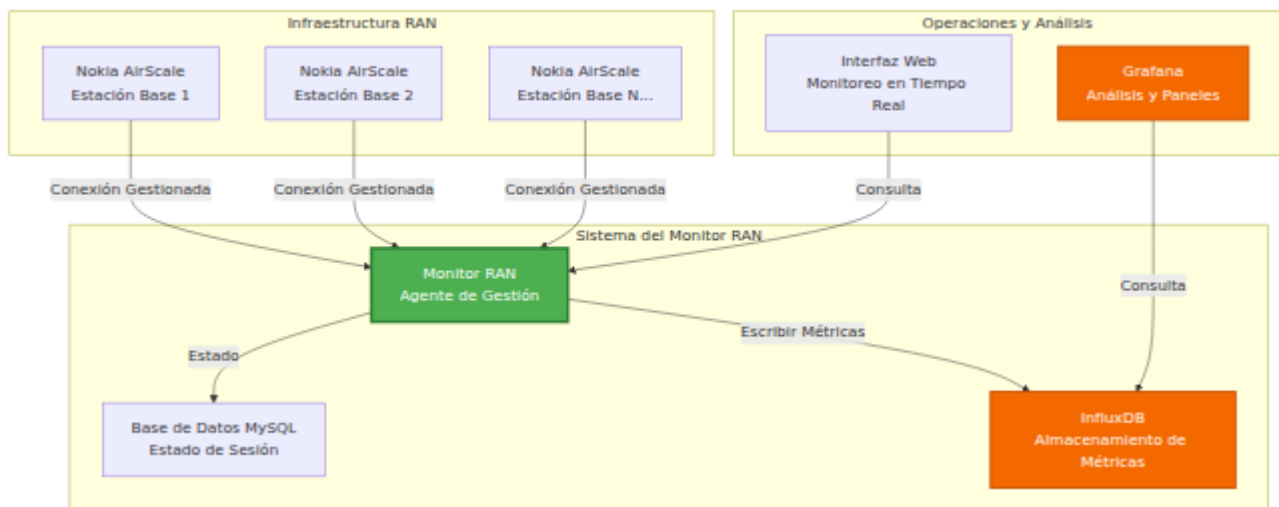 Infraestructura RAN
Operaciones y Análisis
Nokia AirScale
Estación Base 1
Nokia AirScale
Estación Base 2
Nokia AirScale
Estación Base N...
Interfaz Web
Monitoreo en Tiempo
Real
Grafana
Análisis y Paneles
Conexión Gestionada
Conexión Gestionada
Conexión Gestionada
Consulta
Sistema del Monitor RAN
Monitor RAN
Agente de Gestión
Consulta
Escribir Métricas
Estado
Base de Datos MySQL
Estado de Sesión
InfluxDB
Almacenamiento de
Métricas